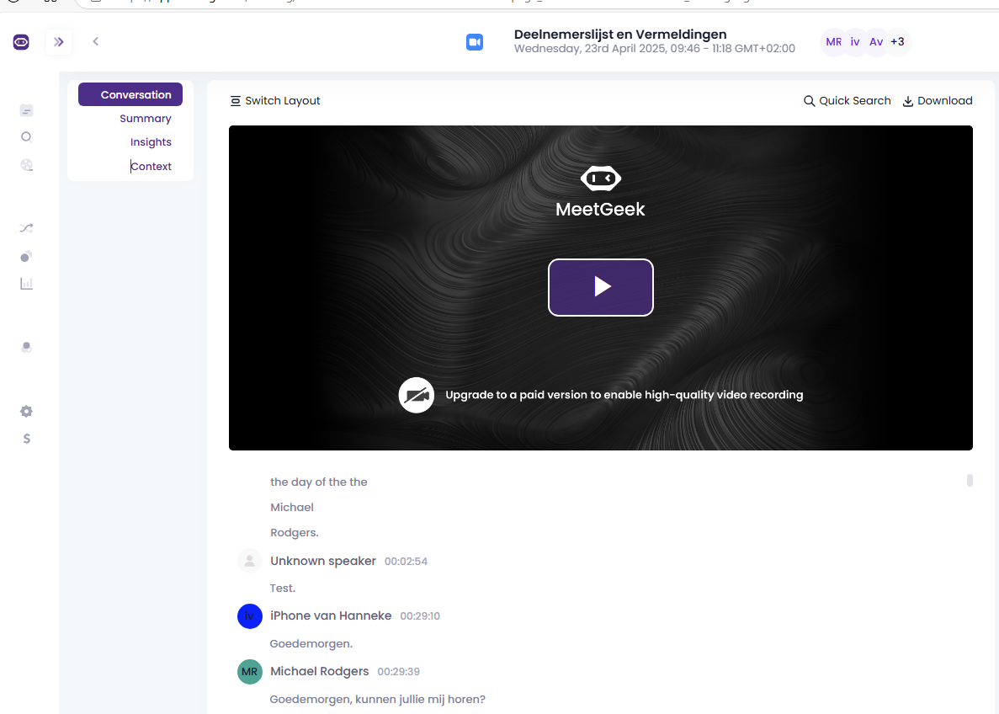 Deelnemerslijst en Vermeldingen
Wednesday, 23rd April 2025, 09:46 - 11:18 GMT+02:00
MR iv Av +3
Conversation
Summary
Insights
Context
Switch Layout
Quick Search Download
MeetGeek
Upgrade to a paid version to enable high-quality video recording
the day of the the
Michael
Rodgers.
Unknown speaker 00:02:54
Test.
iv iPhone van Hanneke 00:29:10
Goedemorgen.
MR Michael Rodgers 00:29:39
Goedemorgen, kunnen jullie mij horen?